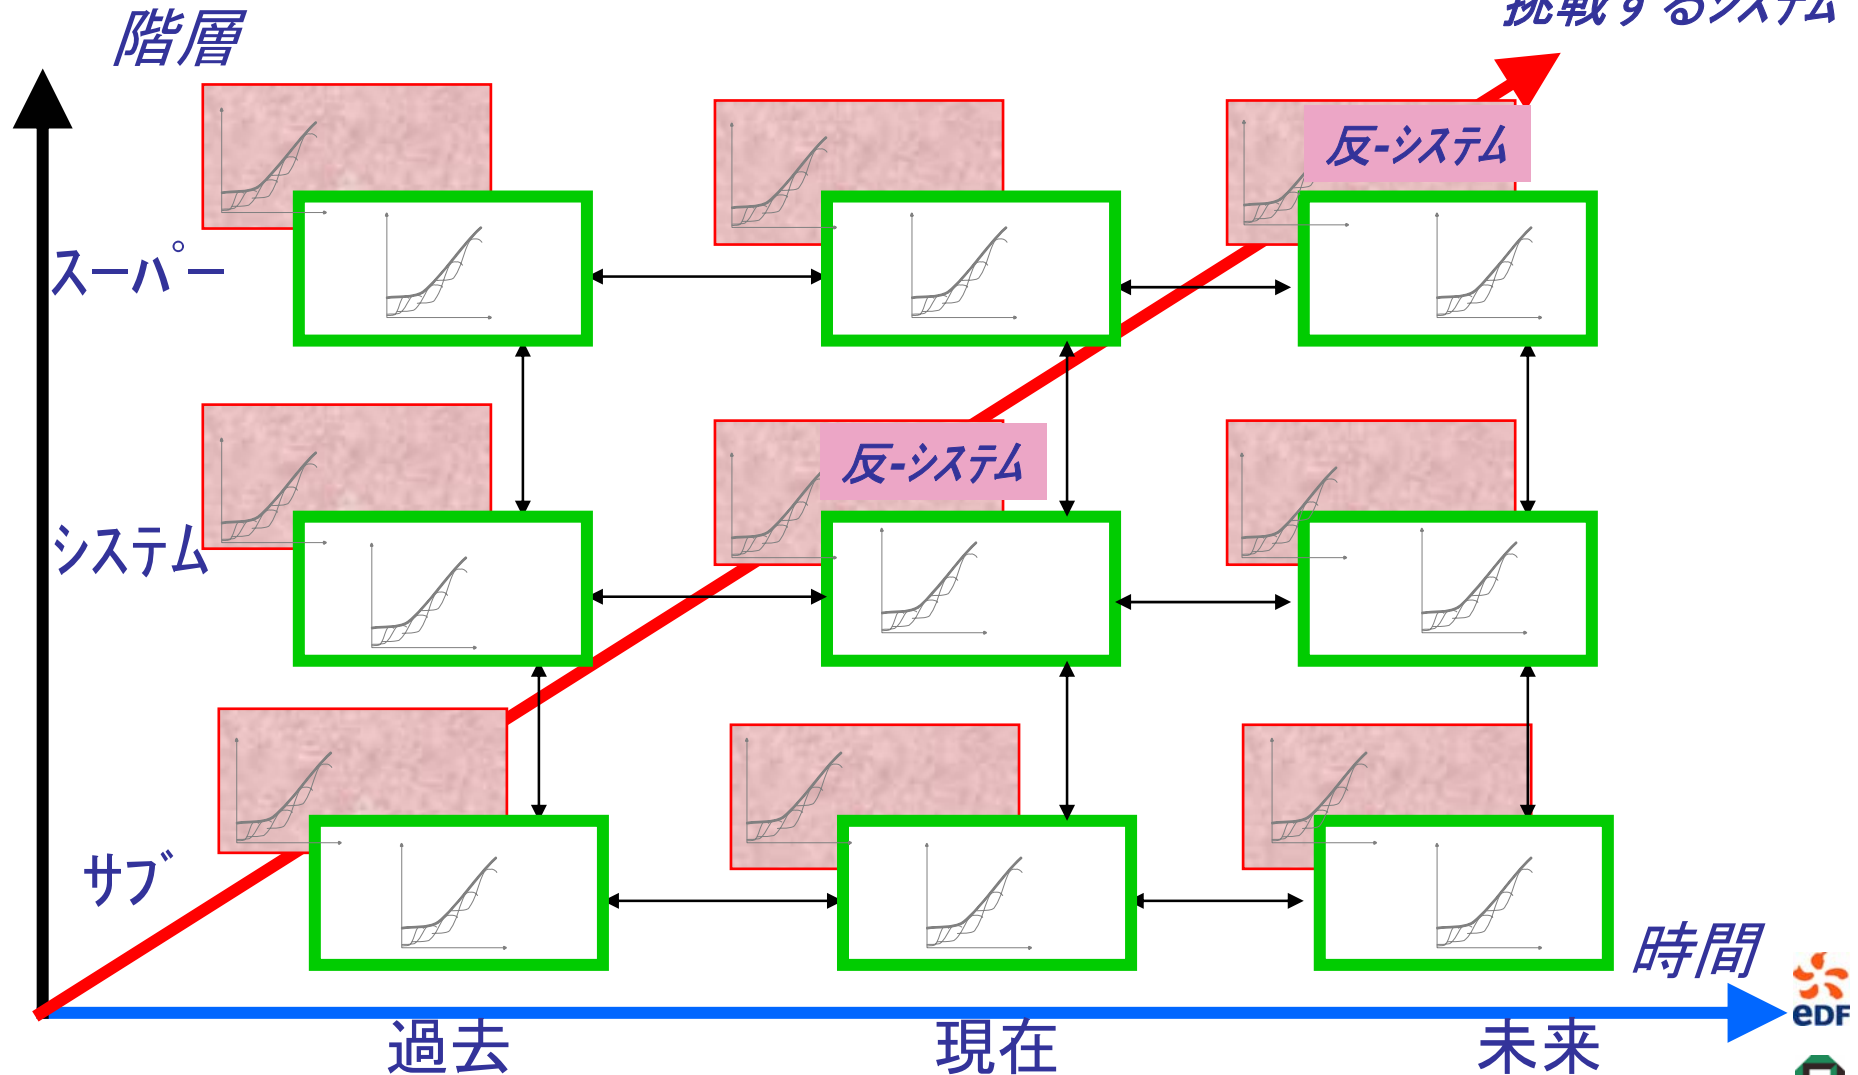 挑戦するシステム
階層
反-システム
スーパー
反-システム
システム
サブ
時間
eDF
過去
現在
未来